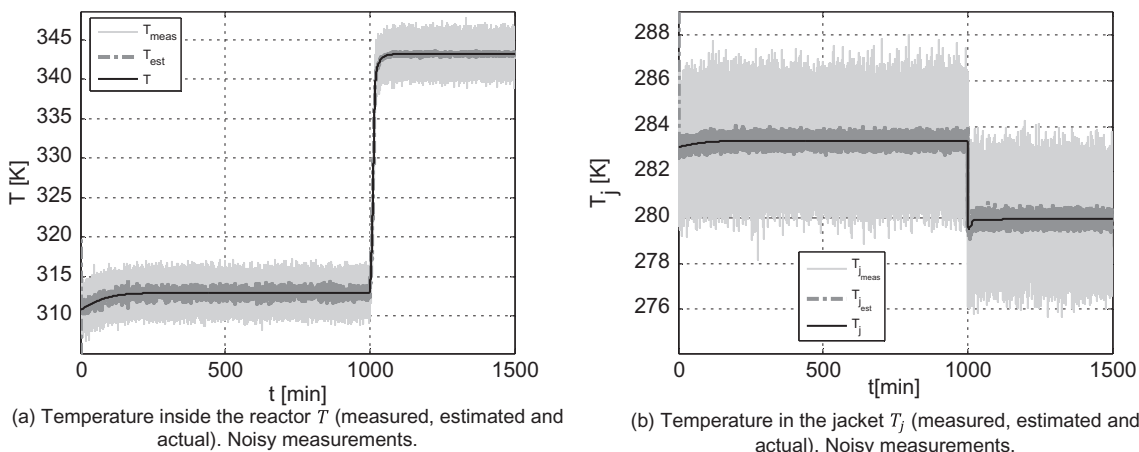 345
340
335
330
325
320
315
310
T [K]
T_meas
T_est
T
0
500
1000
1500
t [min]
(a) Temperature inside the reactor T (measured, estimated and
actual). Noisy measurements.
288
286
284
282
280
278
276
T_j [K]
T_j_meas
T_j_est
T_j
0
500
1000
1500
t[min]
(b) Temperature in the jacket T_j (measured, estimated and
actual). Noisy measurements.